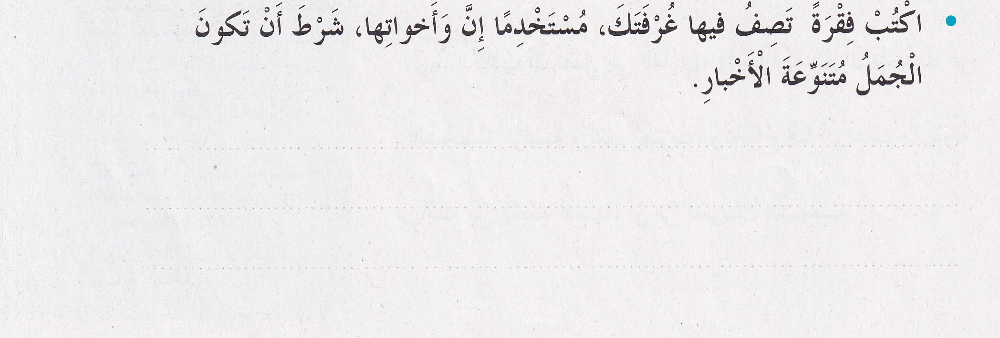 • اكْتُبْ فِقْرَةً تَصِفُ فيها غُرْفَتَكَ، مُسْتَخْدِمًا إِنَّ وَأَخواتِها، شَرْطَ أَنْ تَكونَ
الْجُمَلُ مُتَنَوِّعَةَ الْأَخْبارِ.